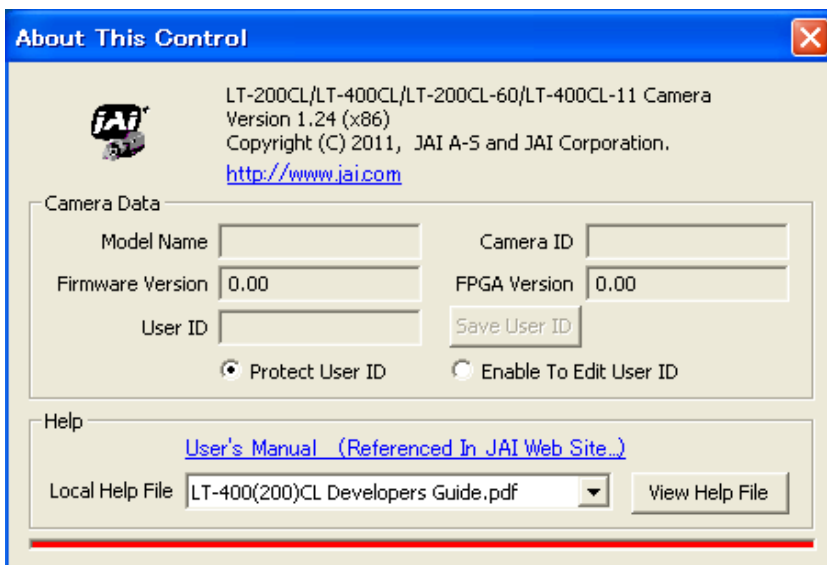 About This Control
JAi
LT-200CL/LT-400CL/LT-200CL-60/LT-400CL-11 Camera
Version 1.24 (x86)
Copyright (C) 2011, JAI A-S and JAI Corporation.
http://www.jai.com
Camera Data
Model Name
Camera ID
Firmware Version 0.00
FPGA Version 0.00
User ID
Save User ID
Protect User ID
Enable To Edit User ID
Help
User's Manual (Referenced In JAI Web Site...)
Local Help File LT-400(200)CL Developers Guide.pdf
View Help File